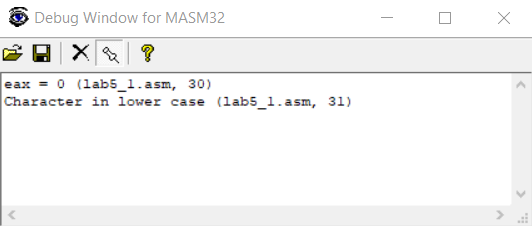 Debug Window for MASM32
eax = 0 (lab5_1.asm, 30)
Character in lower case (lab5_1.asm, 31)